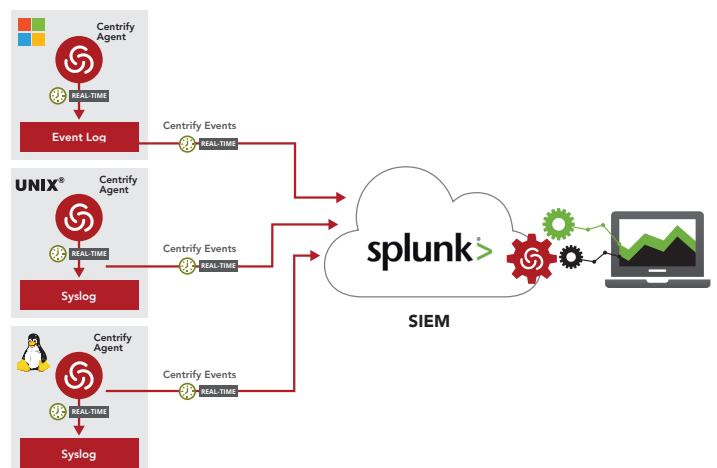 Centrify
Agent
REAL-TIME
Event Log
Centrify Events
REAL-TIME
UNIX®
Centrify
Agent
REAL-TIME
Syslog
Centrify Events
REAL-TIME
Centrify
Agent
REAL-TIME
Syslog
Centrify Events
REAL-TIME
splunk>
SIEM